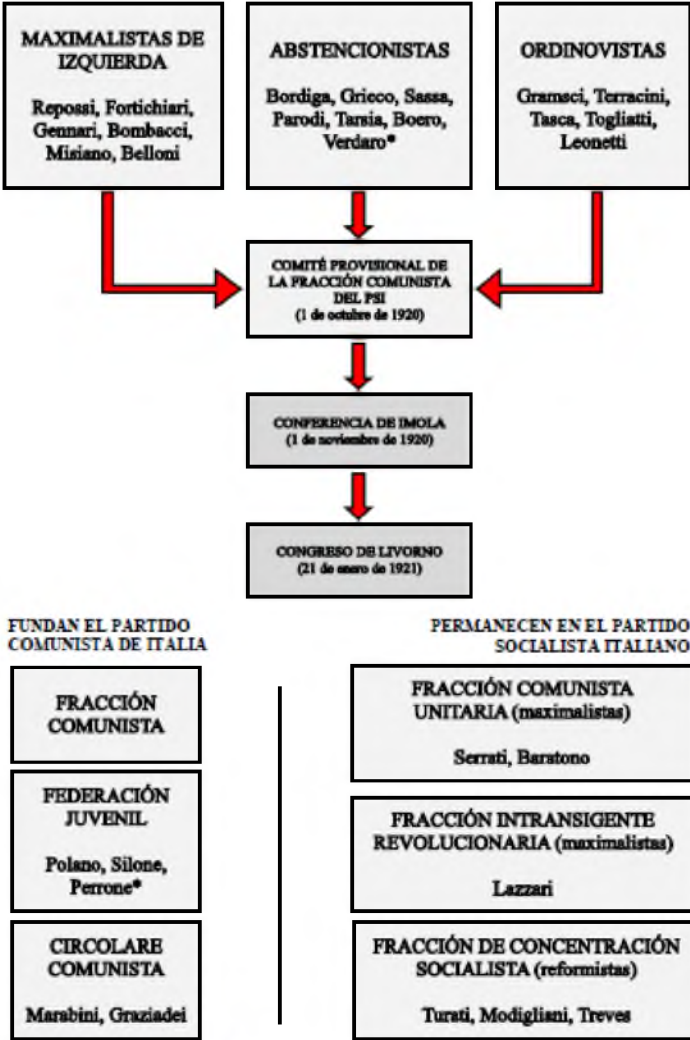 MAXIMALISTAS DE
IZQUIERDA
Repossi, Fortichiari,
Gennari, Bombacci,
Misiano, Belloni
ABSTENCIONISTAS
Bordiga, Grieco, Sassa,
Parodi, Tarsia, Boero,
Verdaro*
ORDINOVISTAS
Gramsci, Terracini,
Tasca, Togliatti,
Leonetti
COMITÉ PROVISIONAL DE
LA FRACCIÓN COMUNISTA
DEL PSI
(1 de octubre de 1920)
CONFERENCIA DE IMOLA
(1 de noviembre de 1920)
CONGRESO DE LIVORNO
(21 de enero de 1921)
FUNDAN EL PARTIDO
COMUNISTA DE ITALIA
FRACCIÓN
COMUNISTA
FEDERACIÓN
JUVENIL
Polano, Silone,
Perrone*
CIRCOLARE
COMUNISTA
Marabini, Graziadei
PERMANECEN EN EL PARTIDO
SOCIALISTA ITALIANO
FRACCIÓN COMUNISTA
UNITARIA (maximalistas)
Serrati, Baratono
FRACCIÓN INTRANSIGENTE
REVOLUCIONARIA (maximalistas)
Lazzari
FRACCIÓN DE CONCENTRACIÓN
SOCIALISTA (reformistas)
Turati, Modigliani, Treves